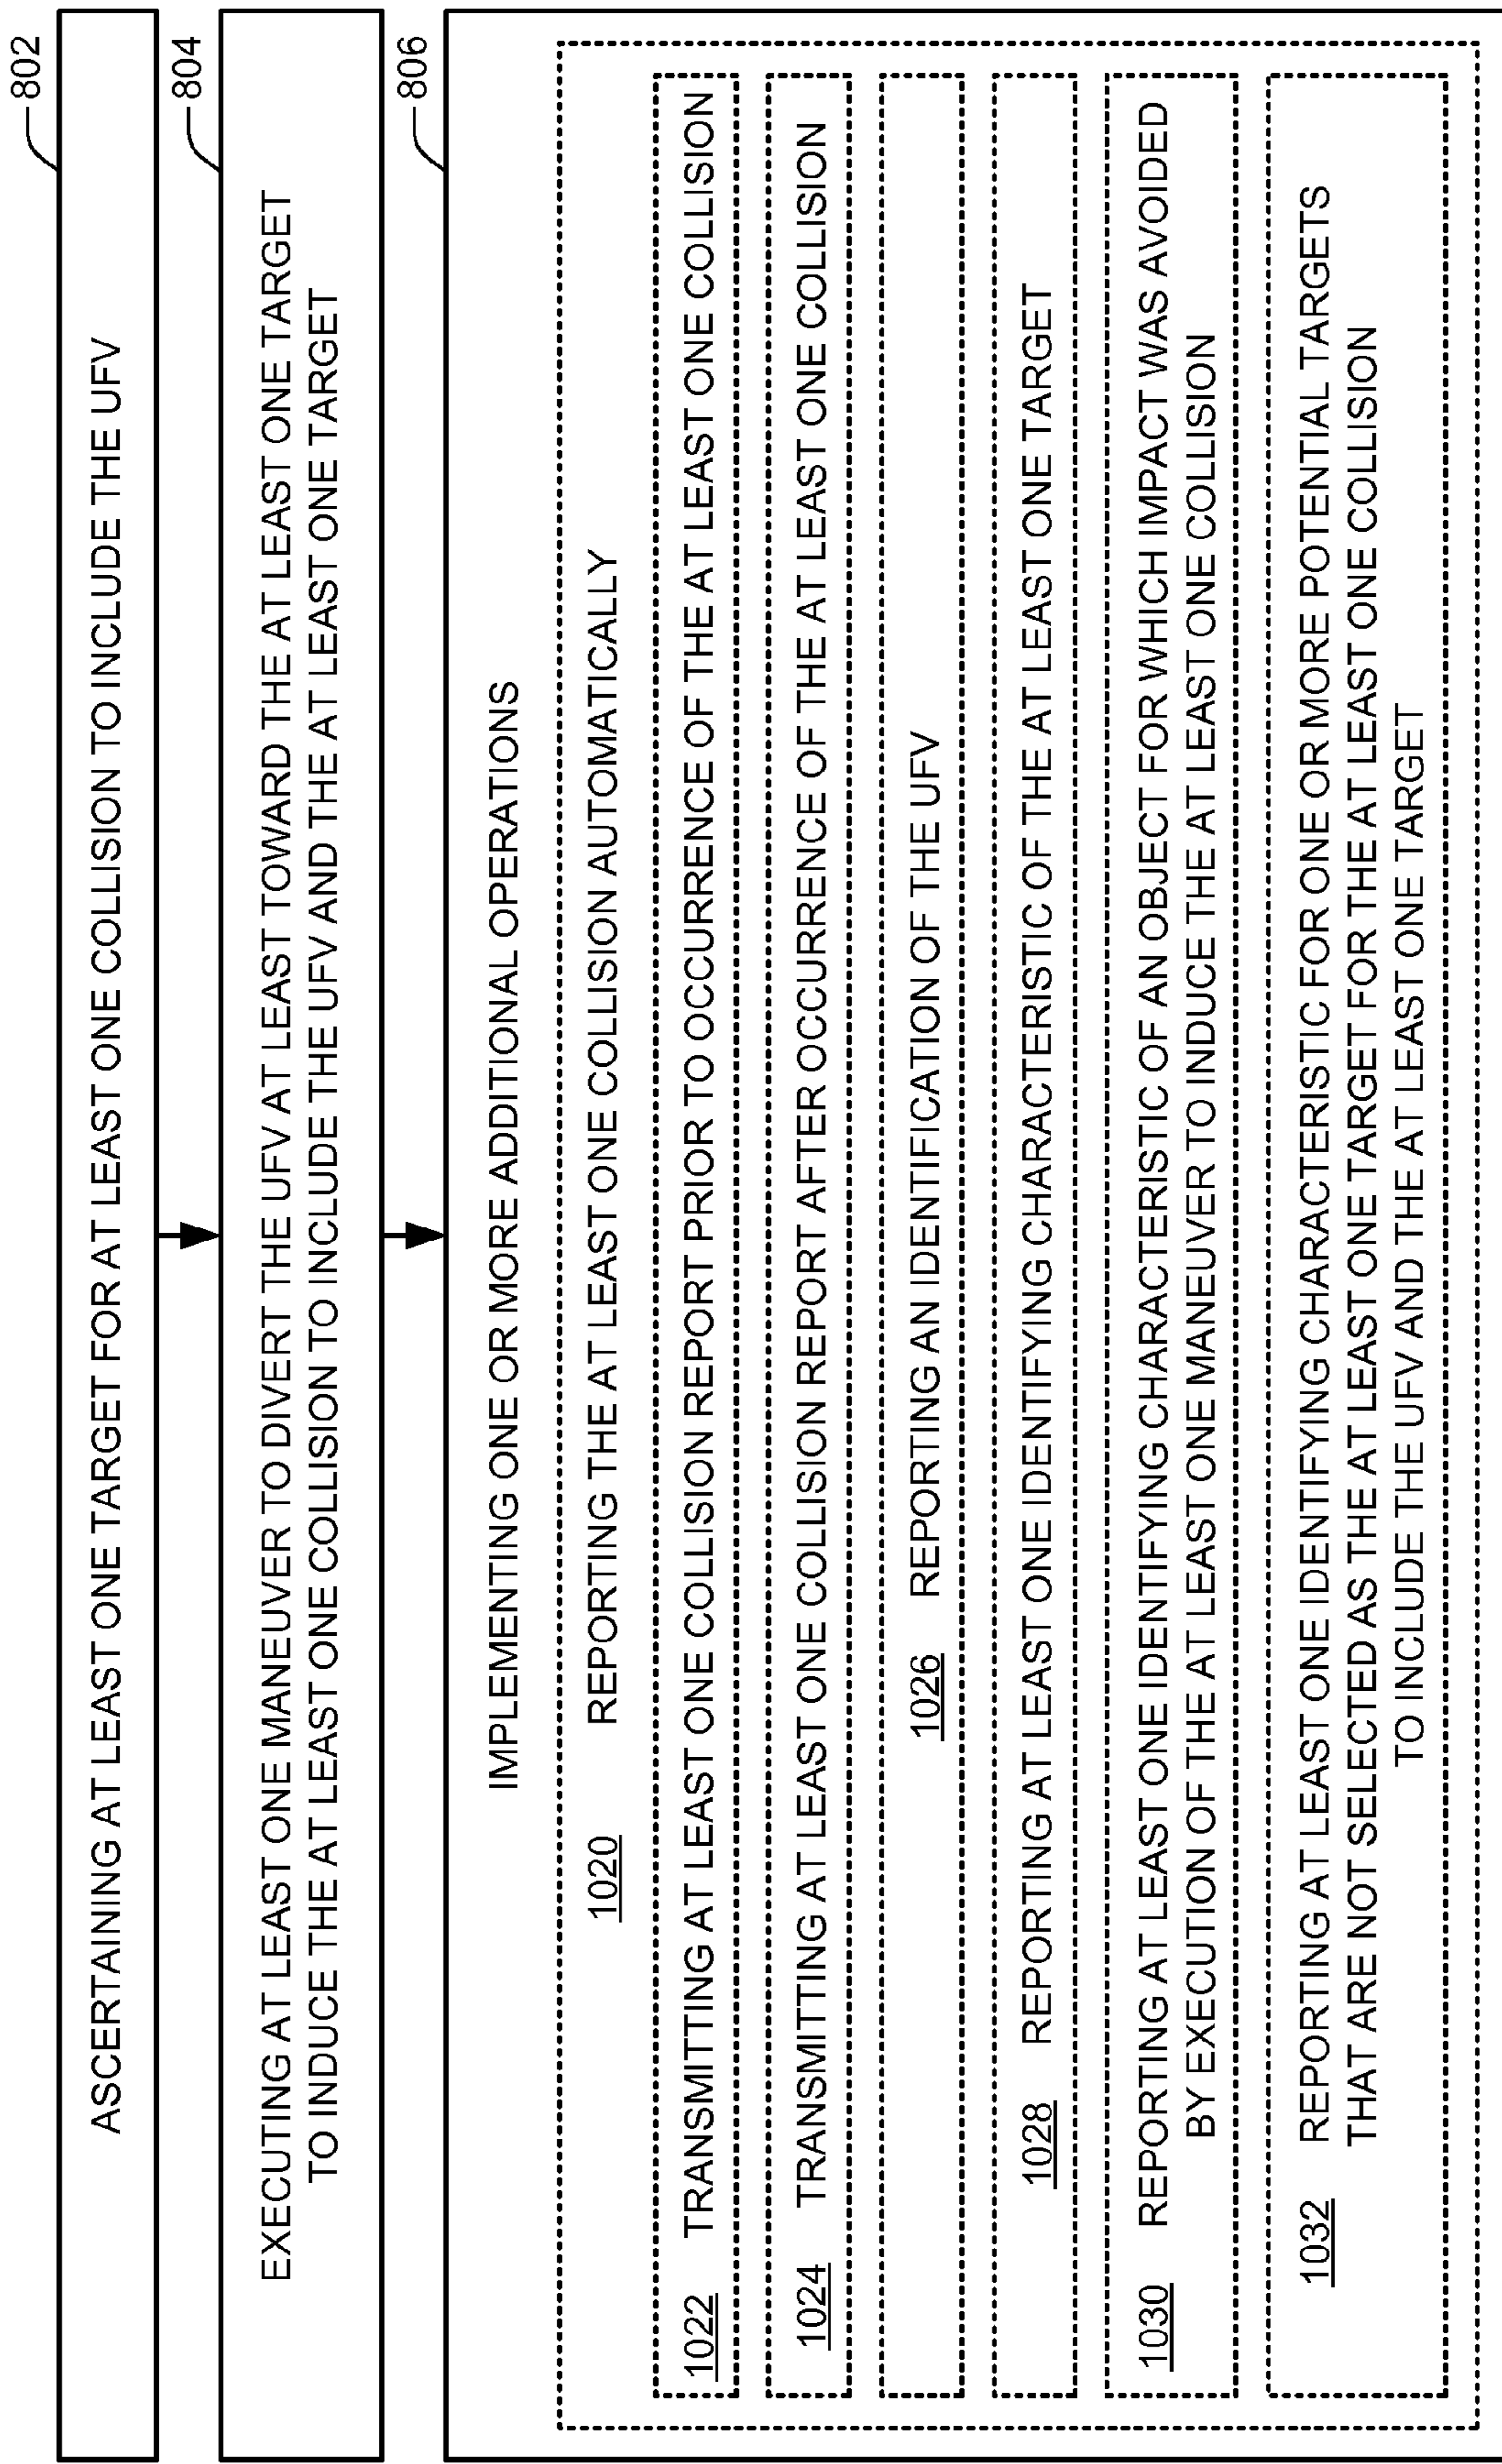 802
ASCERTAINING AT LEAST ONE TARGET FOR AT LEAST ONE COLLISION TO INCLUDE THE UFV
804
EXECUTING AT LEAST ONE MANEUVER TO DIVERT THE UFV AT LEAST TOWARD THE AT LEAST ONE TARGET
TO INDUCE THE AT LEAST ONE COLLISION TO INCLUDE THE UFV AND THE AT LEAST ONE TARGET
806
IMPLEMENTING ONE OR MORE ADDITIONAL OPERATIONS
1020 REPORTING THE AT LEAST ONE COLLISION AUTOMATICALLY
1022 TRANSMITTING AT LEAST ONE COLLISION REPORT PRIOR TO OCCURRENCE OF THE AT LEAST ONE COLLISION
1024 TRANSMITTING AT LEAST ONE COLLISION REPORT AFTER OCCURRENCE OF THE AT LEAST ONE COLLISION
1026 REPORTING AN IDENTIFICATION OF THE UFV
1028 REPORTING AT LEAST ONE IDENTIFYING CHARACTERISTIC OF THE AT LEAST ONE TARGET
1030 REPORTING AT LEAST ONE IDENTIFYING CHARACTERISTIC OF AN OBJECT FOR WHICH IMPACT WAS AVOIDED
BY EXECUTION OF THE AT LEAST ONE MANEUVER TO INDUCE THE AT LEAST ONE COLLISION
1032 REPORTING AT LEAST ONE IDENTIFYING CHARACTERISTIC FOR ONE OR MORE POTENTIAL TARGETS
THAT ARE NOT SELECTED AS THE AT LEAST ONE TARGET FOR THE AT LEAST ONE COLLISION
TO INCLUDE THE UFV AND THE AT LEAST ONE TARGET